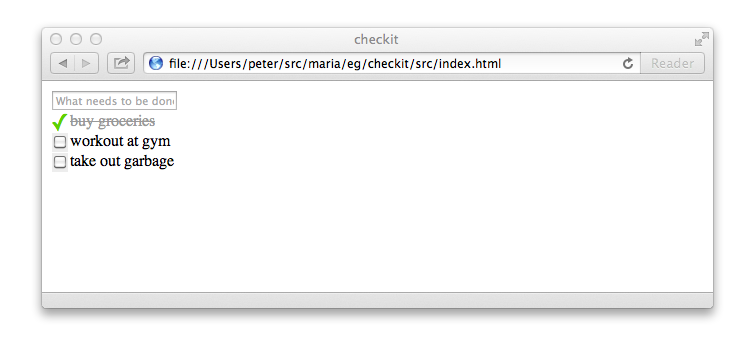 checkit
file:///Users/peter/src/maria/eg/checkit/src/index.html
Reader
What needs to be done
buy groceries
workout at gym
take out garbage